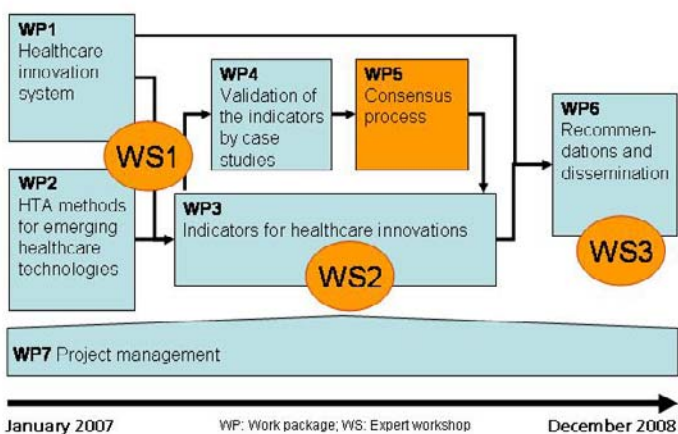 WP1
Healthcare
innovation
system
WP4
Validation of
the indicators
by case
studies
WP5
Consensus
process
WP6
Recommen-
dations and
dissemination
WS1
WP2
HTA methods
for emerging
healthcare
technologies
WP3
Indicators for healthcare innovations
WS2
WS3
WP7 Project management
January 2007
WP: Work package; WS: Expert workshop
December 2008